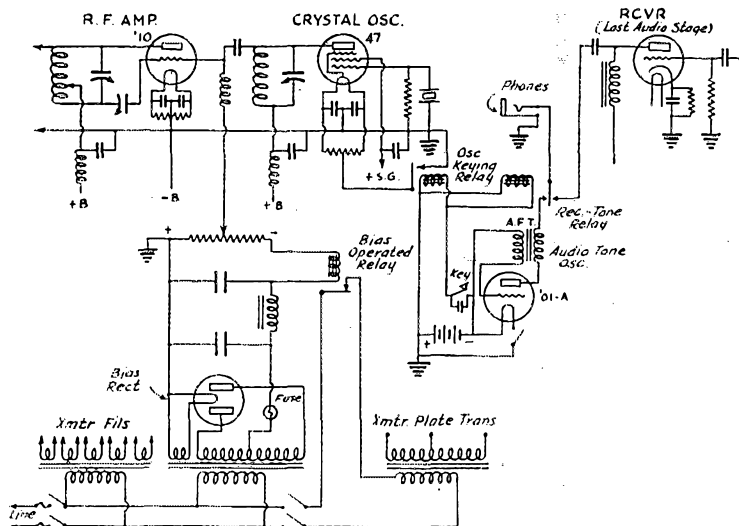 R.F. AMP.
'10
CRYSTAL OSC.
47
RCVR
(Last Audio Stage)
Phones
+B
-B
+B
+S.G.
Osc
Keying
Relay
Rec.-Tone
Relay
A.F.T.
Audio Tone
Osc.
+
-
Bias
Operated
Relay
Key
'01-A
+
-
Bias
Rect
Fuse
Xmtr Fils
Xmtr. Plate Trans
Line